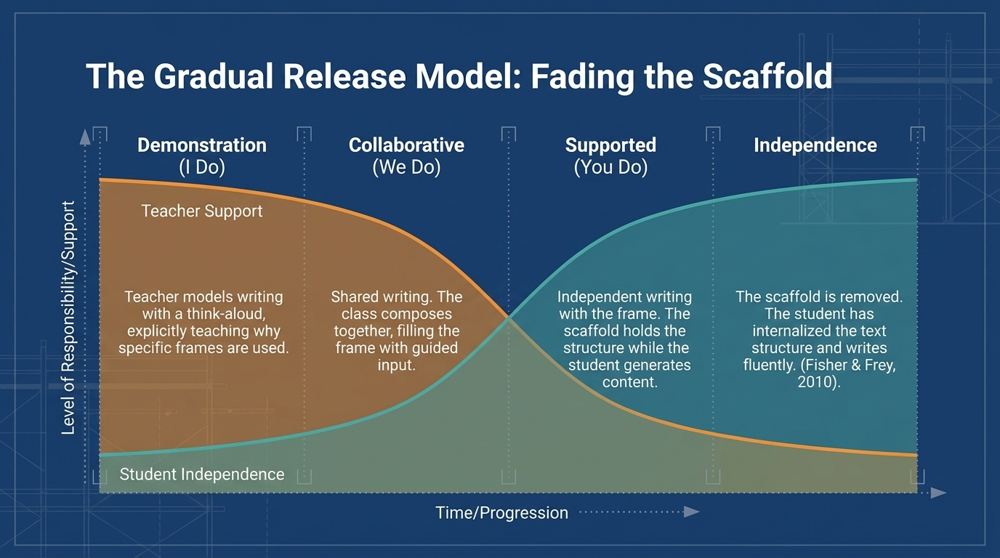 The Gradual Release Model: Fading the Scaffold
Demonstration
(I Do)
Collaborative
(We Do)
Supported
(You Do)
Independence
Teacher Support
Level of Responsibility/Support
Teacher models writing
with a think-aloud,
explicitly teaching why
specific frames are used.
Shared writing. The
class composes
together, filling the
frame with guided
input.
Independent writing
with the frame. The
scaffold holds the
structure while the
student generates
content.
The scaffold is removed.
The student has
internalized the text
structure and writes
fluently. (Fisher & Frey,
2010).
Student Independence
Time/Progression